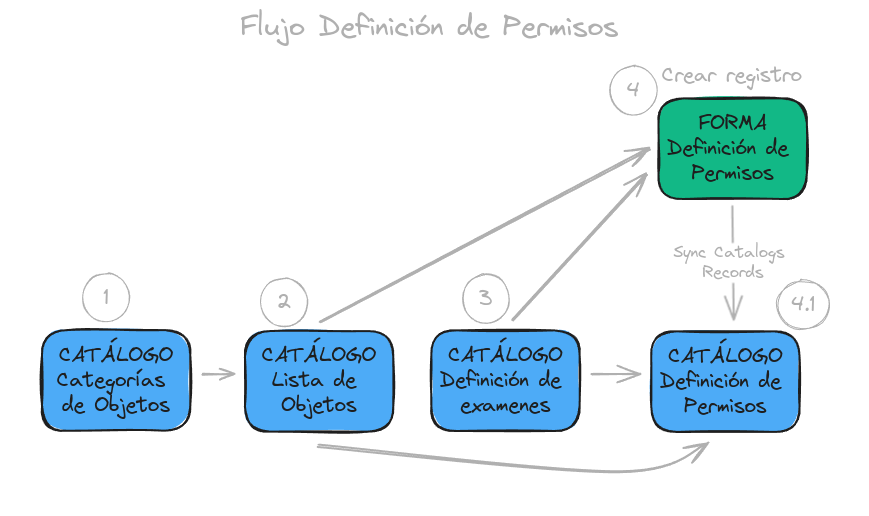 Flujo Definición de Permisos
4
Crear registro
FORMA
Definición de
Permisos
Sync Catalogs
Records
1
2
3
4.1
CATÁLOGO
Categorías
de Objetos
CATÁLOGO
Lista de
Objetos
CATÁLOGO
Definición de
examenes
CATÁLOGO
Definición de
Permisos